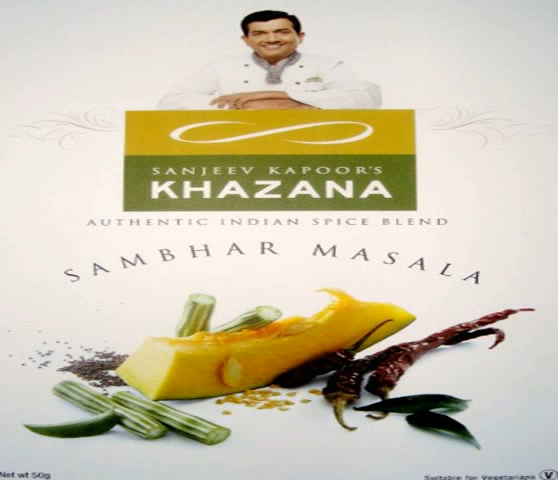 SANJEEV KAPOOR'S
KHAZANA
AUTHENTIC INDIAN SPICE BLEND
SAMBHAR MASALA
Net wt 50g
Suitable for Vegetarians V